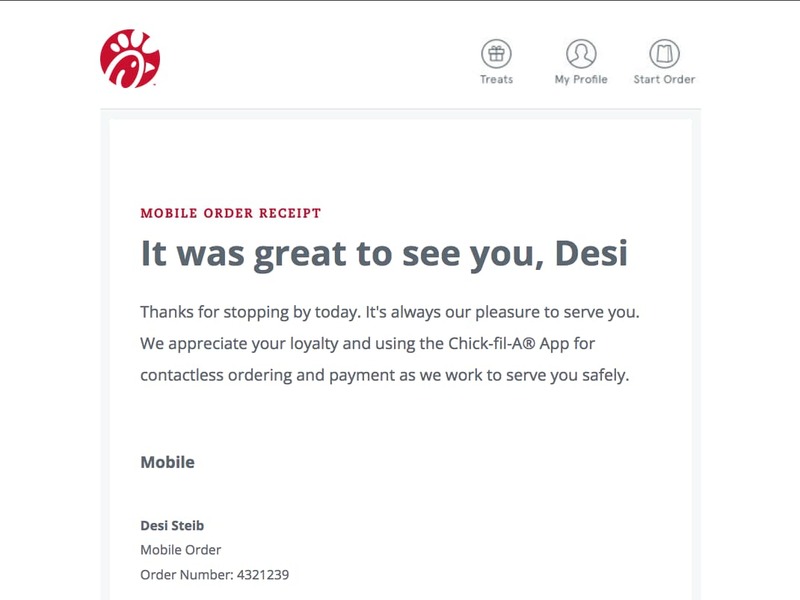 Treats
My Profile
Start Order
MOBILE ORDER RECEIPT
It was great to see you, Desi
Thanks for stopping by today. It's always our pleasure to serve you.
We appreciate your loyalty and using the Chick-fil-A® App for
contactless ordering and payment as we work to serve you safely.
Mobile
Desi Steib
Mobile Order
Order Number: 4321239